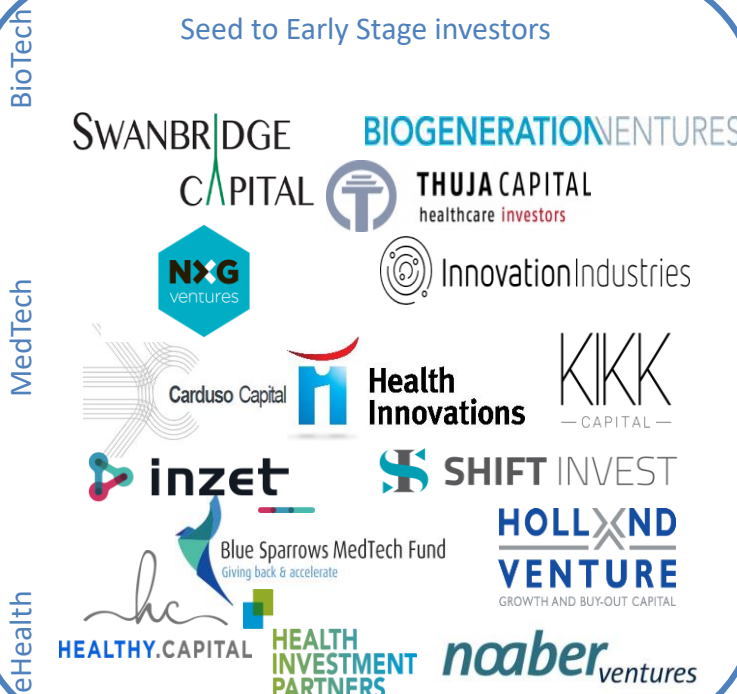 Seed to Early Stage investors
BioTech
SWANBRIDGE
CAPITAL
BIOGENERATIONVENTURES
THUJA CAPITAL
healthcare investors
NXG
ventures
InnovationIndustries
MedTech
Carduso Capital
Health
Innovations
KIKK
— CAPITAL —
inzet
SHIFT INVEST
Blue Sparrows MedTech Fund
Giving back & accelerate
HOLLAND
VENTURE
GROWTH AND BUY-OUT CAPITAL
eHealth
hc
HEALTHY.CAPITAL
HEALTH
INVESTMENT
PARTNERS
noaber ventures